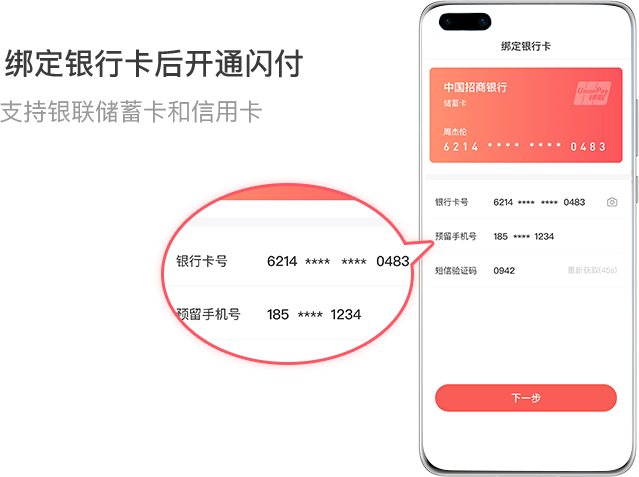 绑定银行卡后开通闪付
支持银联储蓄卡和信用卡
银行卡号 6214 **** **** 0483
预留手机号 185 **** 1234
绑定银行卡
中国招商银行
储蓄卡
UnionPay
银联
周杰伦
6214 **** **** 0483
银行卡号 6214 **** **** 0483
预留手机号 185 **** 1234
短信验证码 0942 重新获取(45s)
下一步